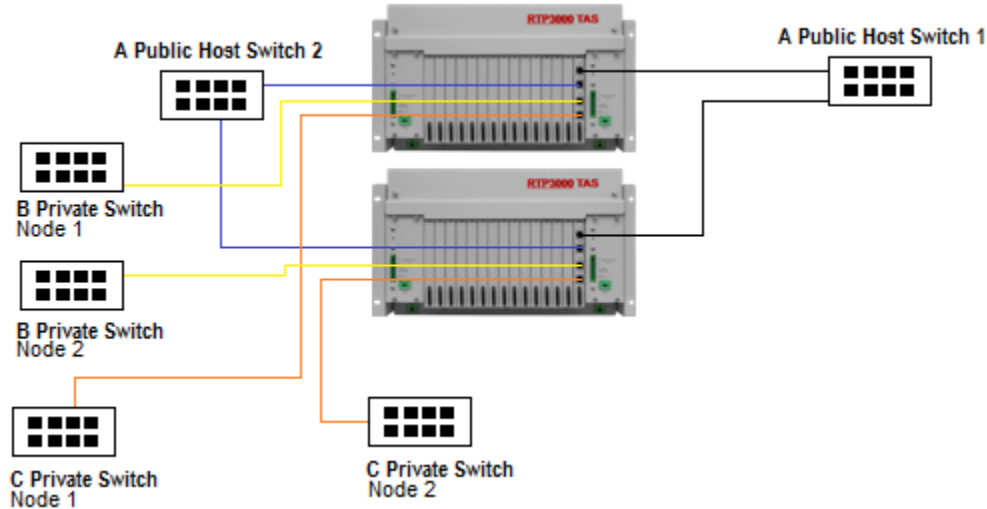 RTP3000 TAS
A Public Host Switch 2
A Public Host Switch 1
B Private Switch
Node 1
RTP3000 TAS
B Private Switch
Node 2
C Private Switch
Node 1
C Private Switch
Node 2